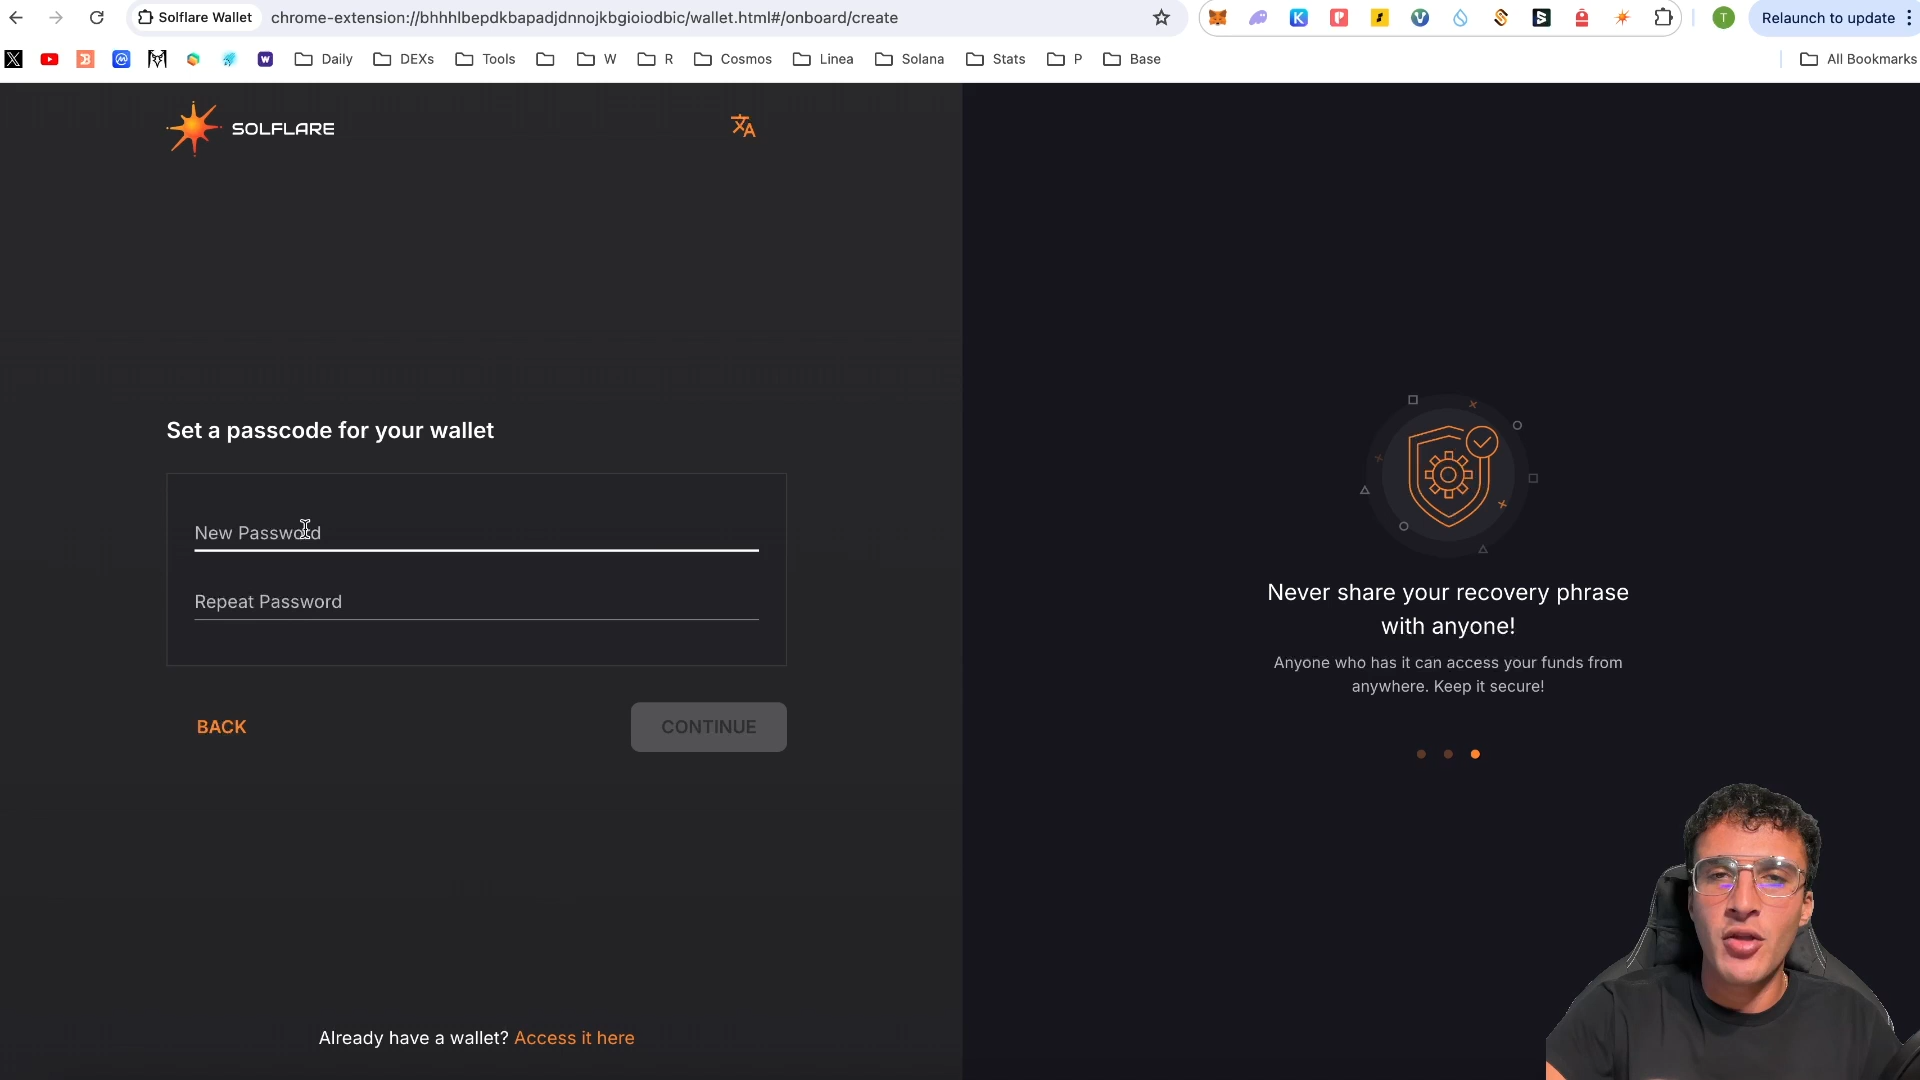 Solflare Wallet
chrome-extension://bhhhlbepdkbapadjdnnojkbgioiodbic/wallet.html#/onboard/create
T
Relaunch to update
Daily
DEXs
Tools
W
R
Cosmos
Linea
Solana
Stats
P
Base
All Bookmarks
SOLFLARE
Set a passcode for your wallet
New Password
Repeat Password
BACK
CONTINUE
Already have a wallet? Access it here
Never share your recovery phrase
with anyone!
Anyone who has it can access your funds from
anywhere. Keep it secure!